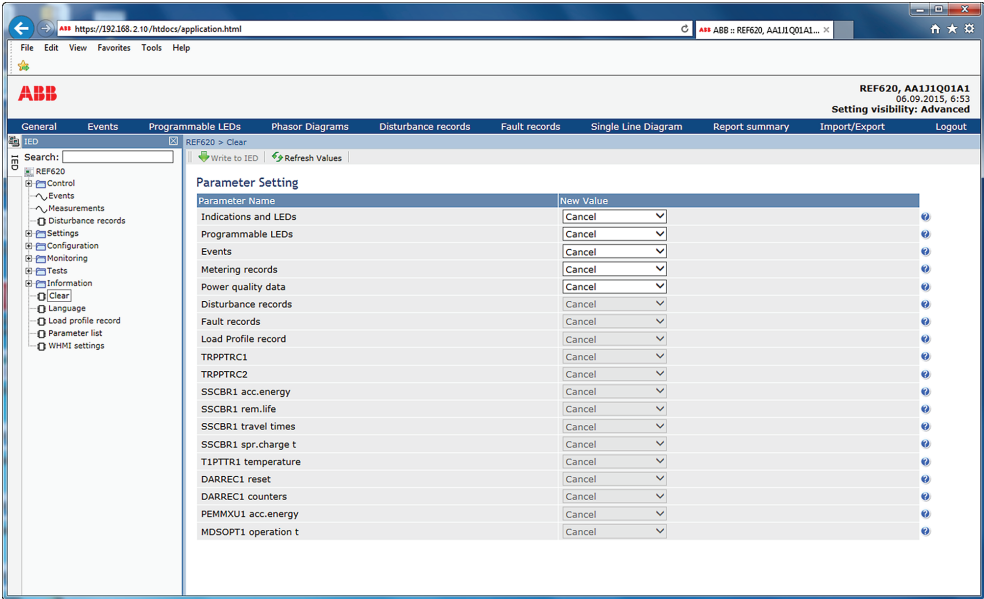 ABB https://192.168.2.10/htdocs/application.html
ABB ABB :: REF620, AA1J1Q01A1...
File Edit View Favorites Tools Help
ABB
REF620, AA1J1Q01A1
06.09.2015, 6:53
Setting visibility: Advanced
General Events Programmable LEDs Phasor Diagrams Disturbance records Fault records Single Line Diagram Report summary Import/Export Logout
IED
IED
Search:
REF620
Control
Events
Measurements
Disturbance records
Settings
Configuration
Monitoring
Tests
Information
Clear
Language
Load profile record
Parameter list
WHMI settings
REF620 > Clear
Write to IED Refresh Values
Parameter Setting
Parameter Name New Value
Indications and LEDs Cancel
Programmable LEDs Cancel
Events Cancel
Metering records Cancel
Power quality data Cancel
Disturbance records Cancel
Fault records Cancel
Load Profile record Cancel
TRPPTRC1 Cancel
TRPPTRC2 Cancel
SSCBR1 acc.energy Cancel
SSCBR1 rem.life Cancel
SSCBR1 travel times Cancel
SSCBR1 spr.charge t Cancel
T1PTTR1 temperature Cancel
DARREC1 reset Cancel
DARREC1 counters Cancel
PEMMXU1 acc.energy Cancel
MDSOPT1 operation t Cancel